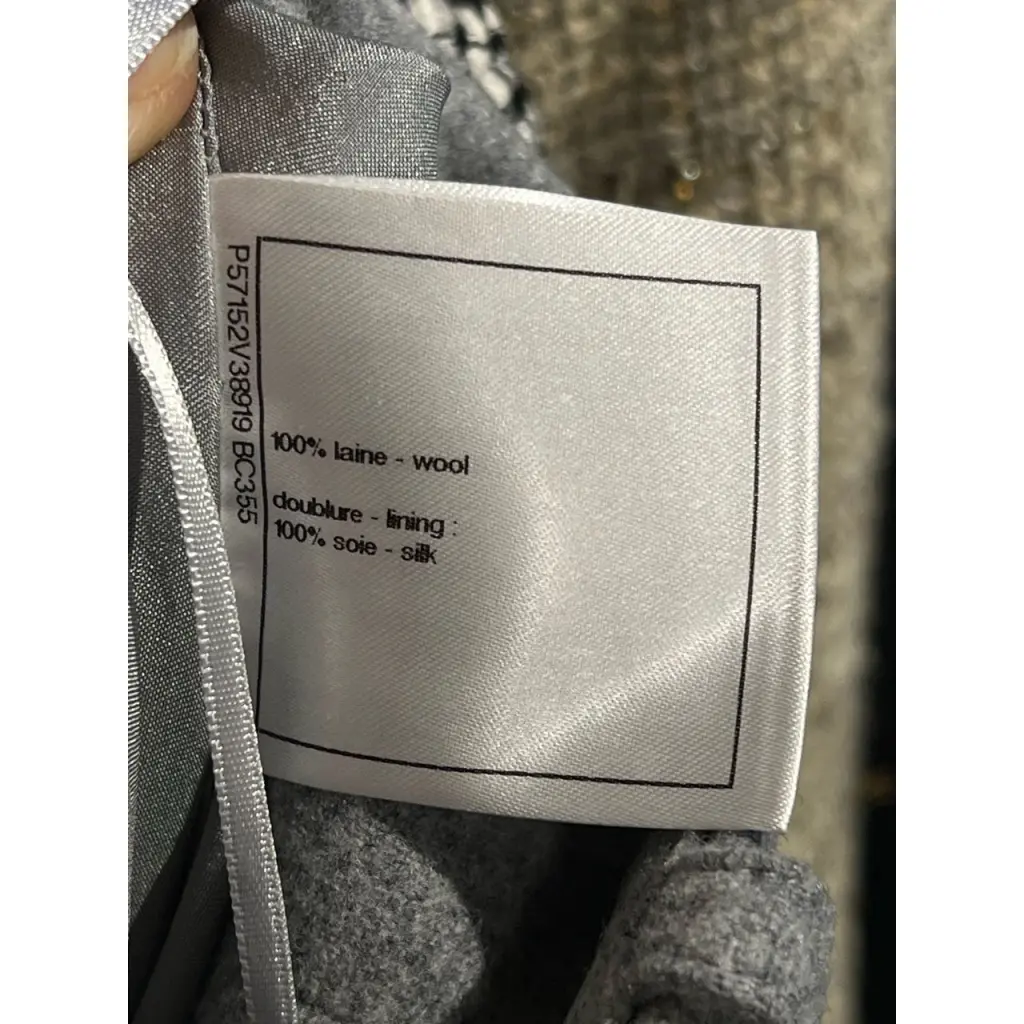 P57152V38919 BC355
100% laine - wool
doublure - lining :
100% soie - silk